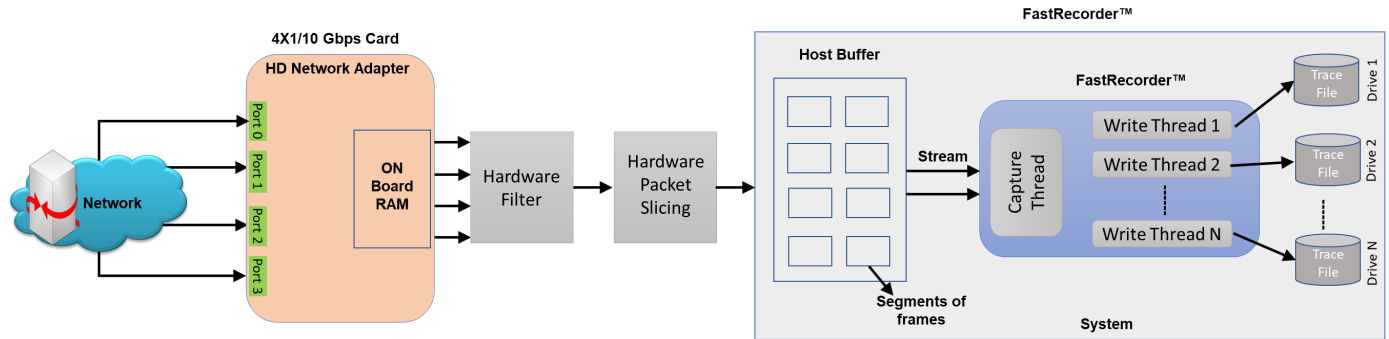 FastRecorder™
4X1/10 Gbps Card
HD Network Adapter
Port 0
Port 1
Port 2
Port 3
Network
ON
Board
RAM
Hardware
Filter
Hardware
Packet
Slicing
Host Buffer
Segments of
frames
Stream
FastRecorder™
Capture
Thread
Write Thread 1
Write Thread 2
Write Thread N
Trace
File
Drive 1
Trace
File
Drive 2
Trace
File
Drive N
System